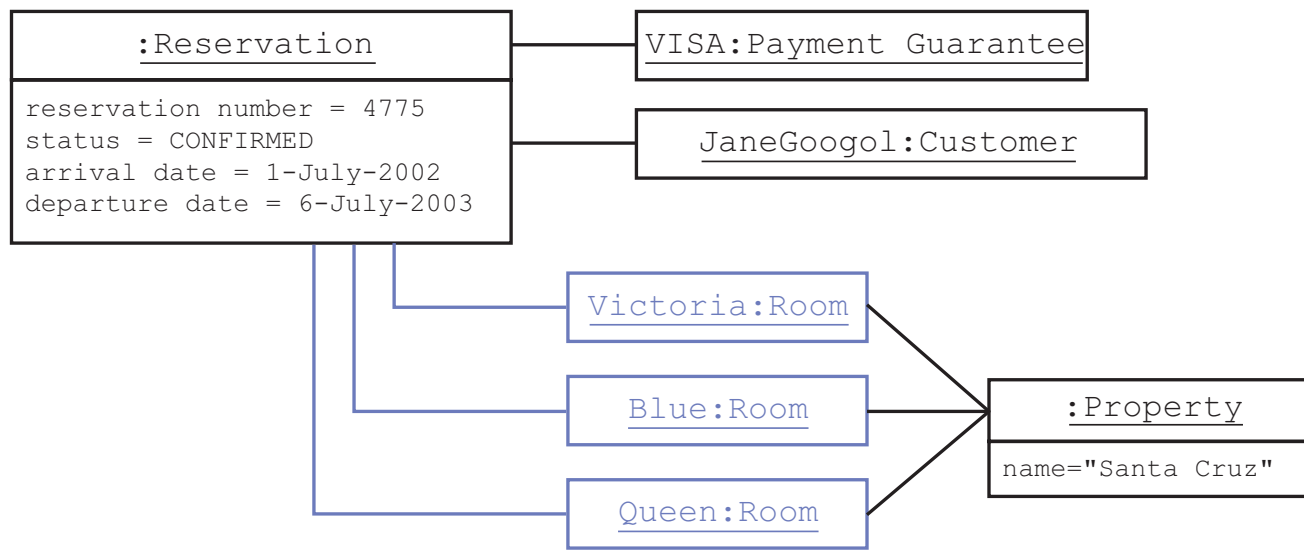 :Reservation
reservation number = 4775
status = CONFIRMED
arrival date = 1-July-2002
departure date = 6-July-2003
VISA:Payment Guarantee
JaneGoogol:Customer
Victoria:Room
Blue:Room
Queen:Room
:Property
name="Santa Cruz"